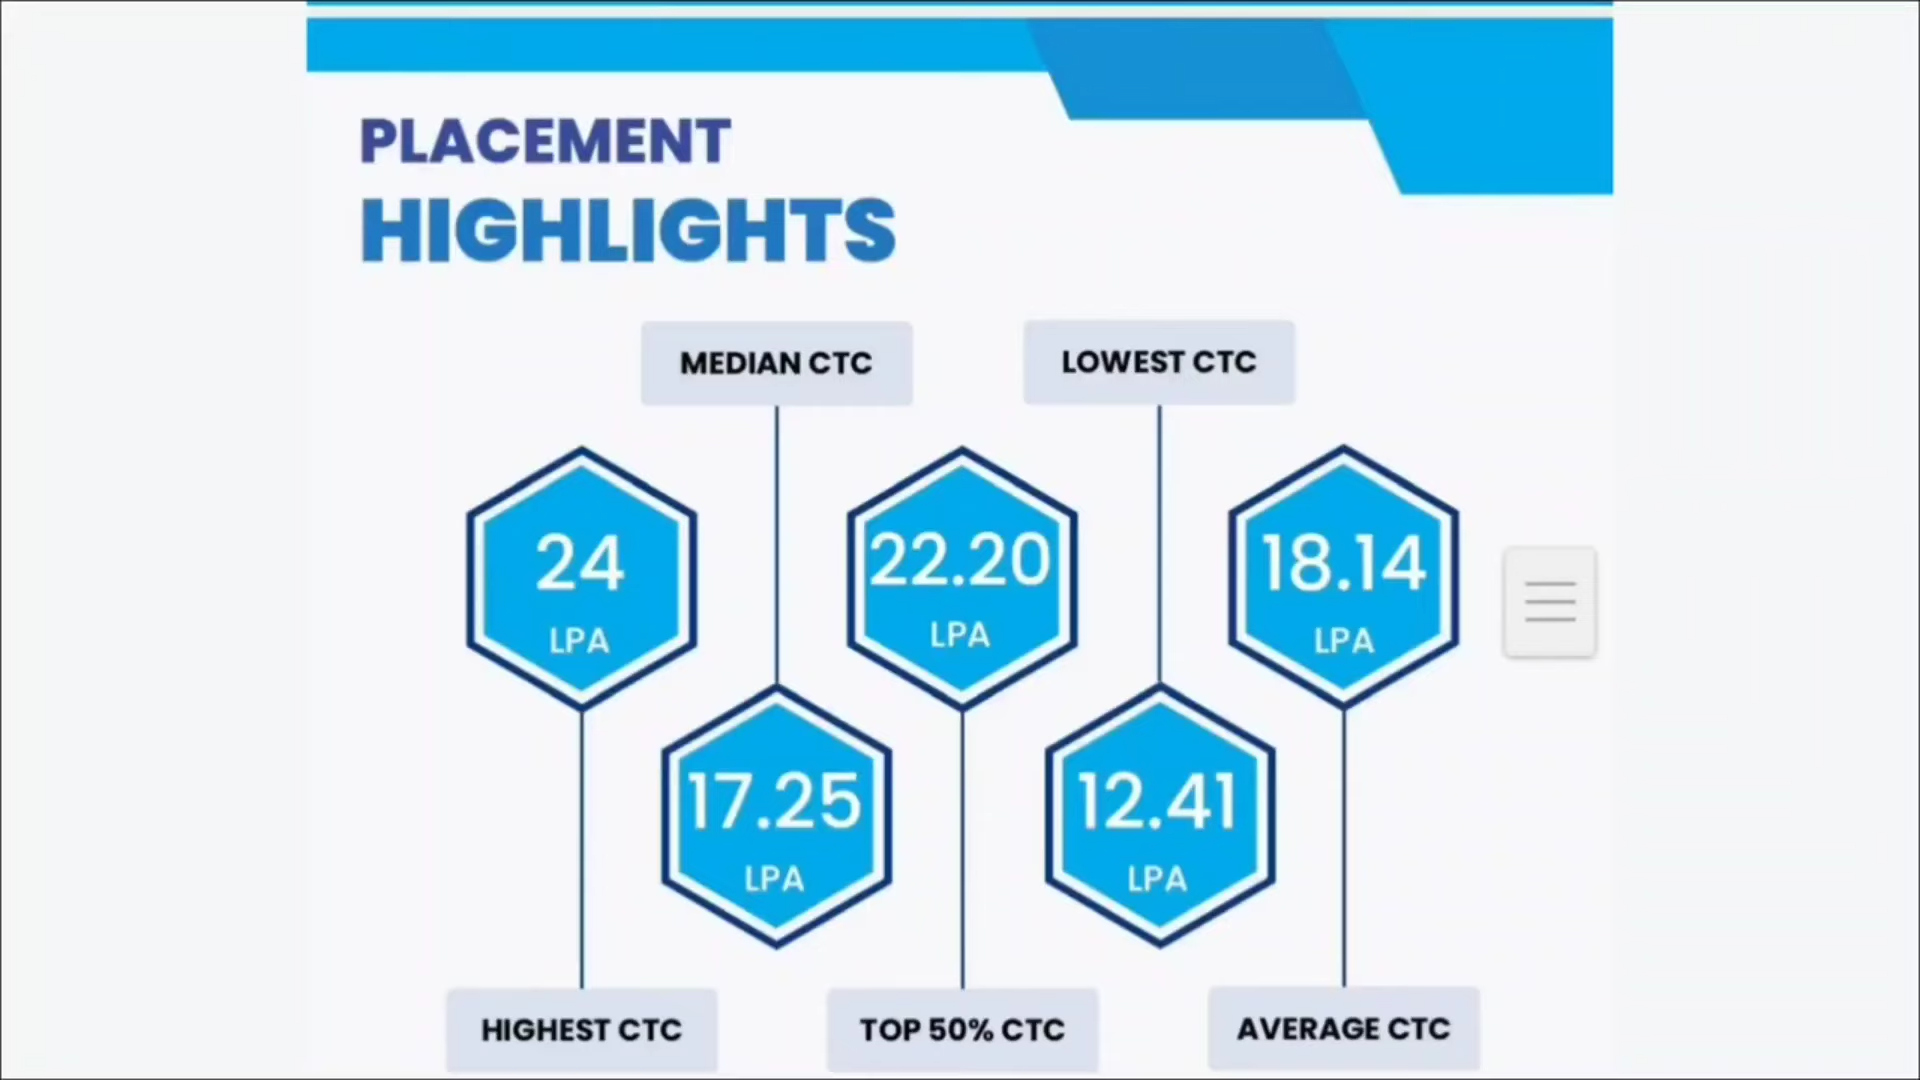 PLACEMENT
HIGHLIGHTS
MEDIAN CTC
LOWEST CTC
24
LPA
22.20
LPA
18.14
LPA
17.25
LPA
12.41
LPA
HIGHEST CTC
TOP 50% CTC
AVERAGE CTC